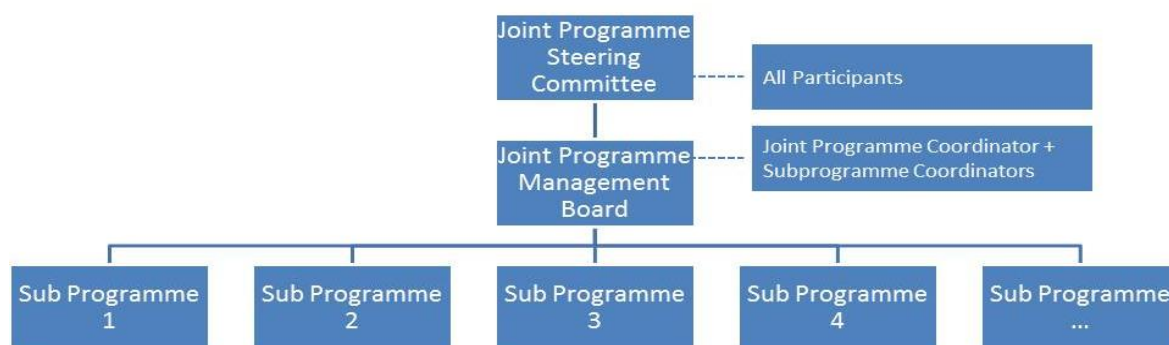 Joint Programme
Steering
Committee
All Participants
Joint Programme
Management
Board
Joint Programme Coordinator +
Subprogramme Coordinators
Sub Programme
1
Sub Programme
2
Sub Programme
3
Sub Programme
4
Sub Programme
...